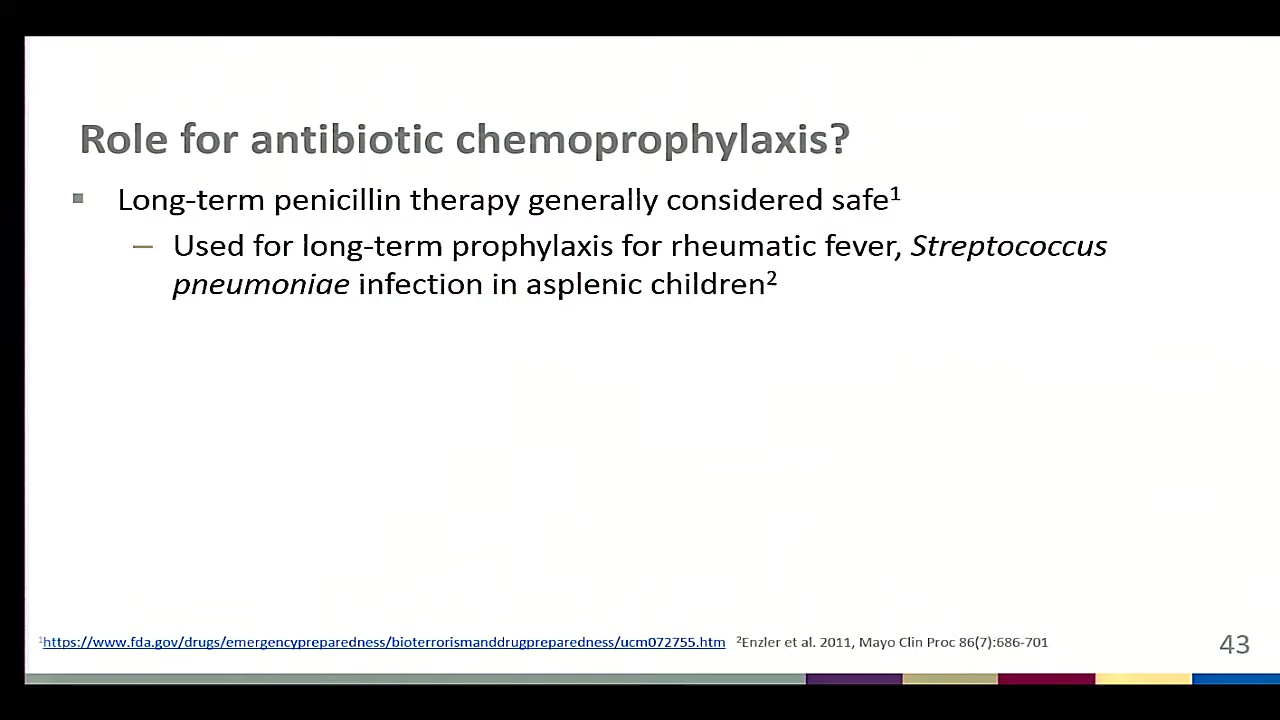 Role for antibiotic chemoprophylaxis?
Long-term penicillin therapy generally considered safe¹
– Used for long-term prophylaxis for rheumatic fever, Streptococcus
pneumoniae infection in asplenic children²
¹https://www.fda.gov/drugs/emergencypreparedness/bioterrorismanddrugpreparedness/ucm072755.htm ²Enzler et al. 2011, Mayo Clin Proc 86(7):686-701
43